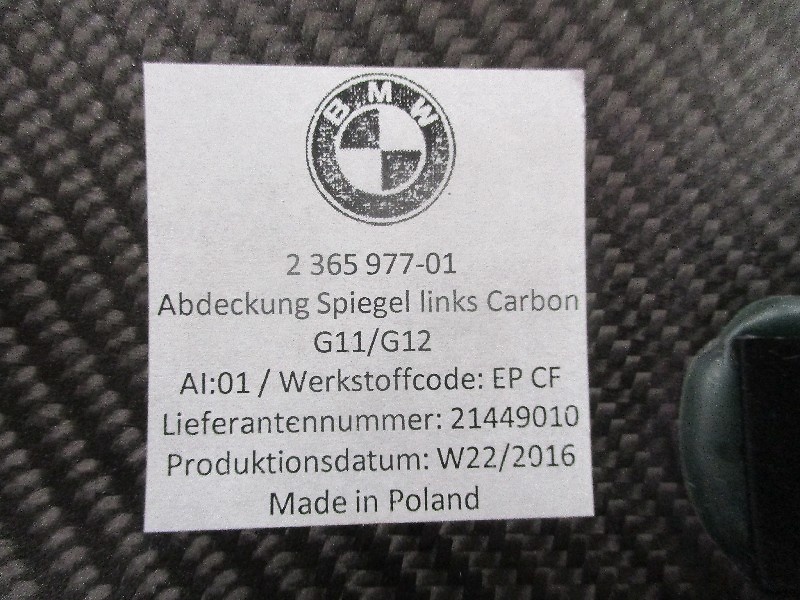 BMW
2 365 977-01
Abdeckung Spiegel links Carbon
G11/G12
AI:01 / Werkstoffcode: EP CF
Lieferantennummer: 21449010
Produktionsdatum: W22/2016
Made in Poland